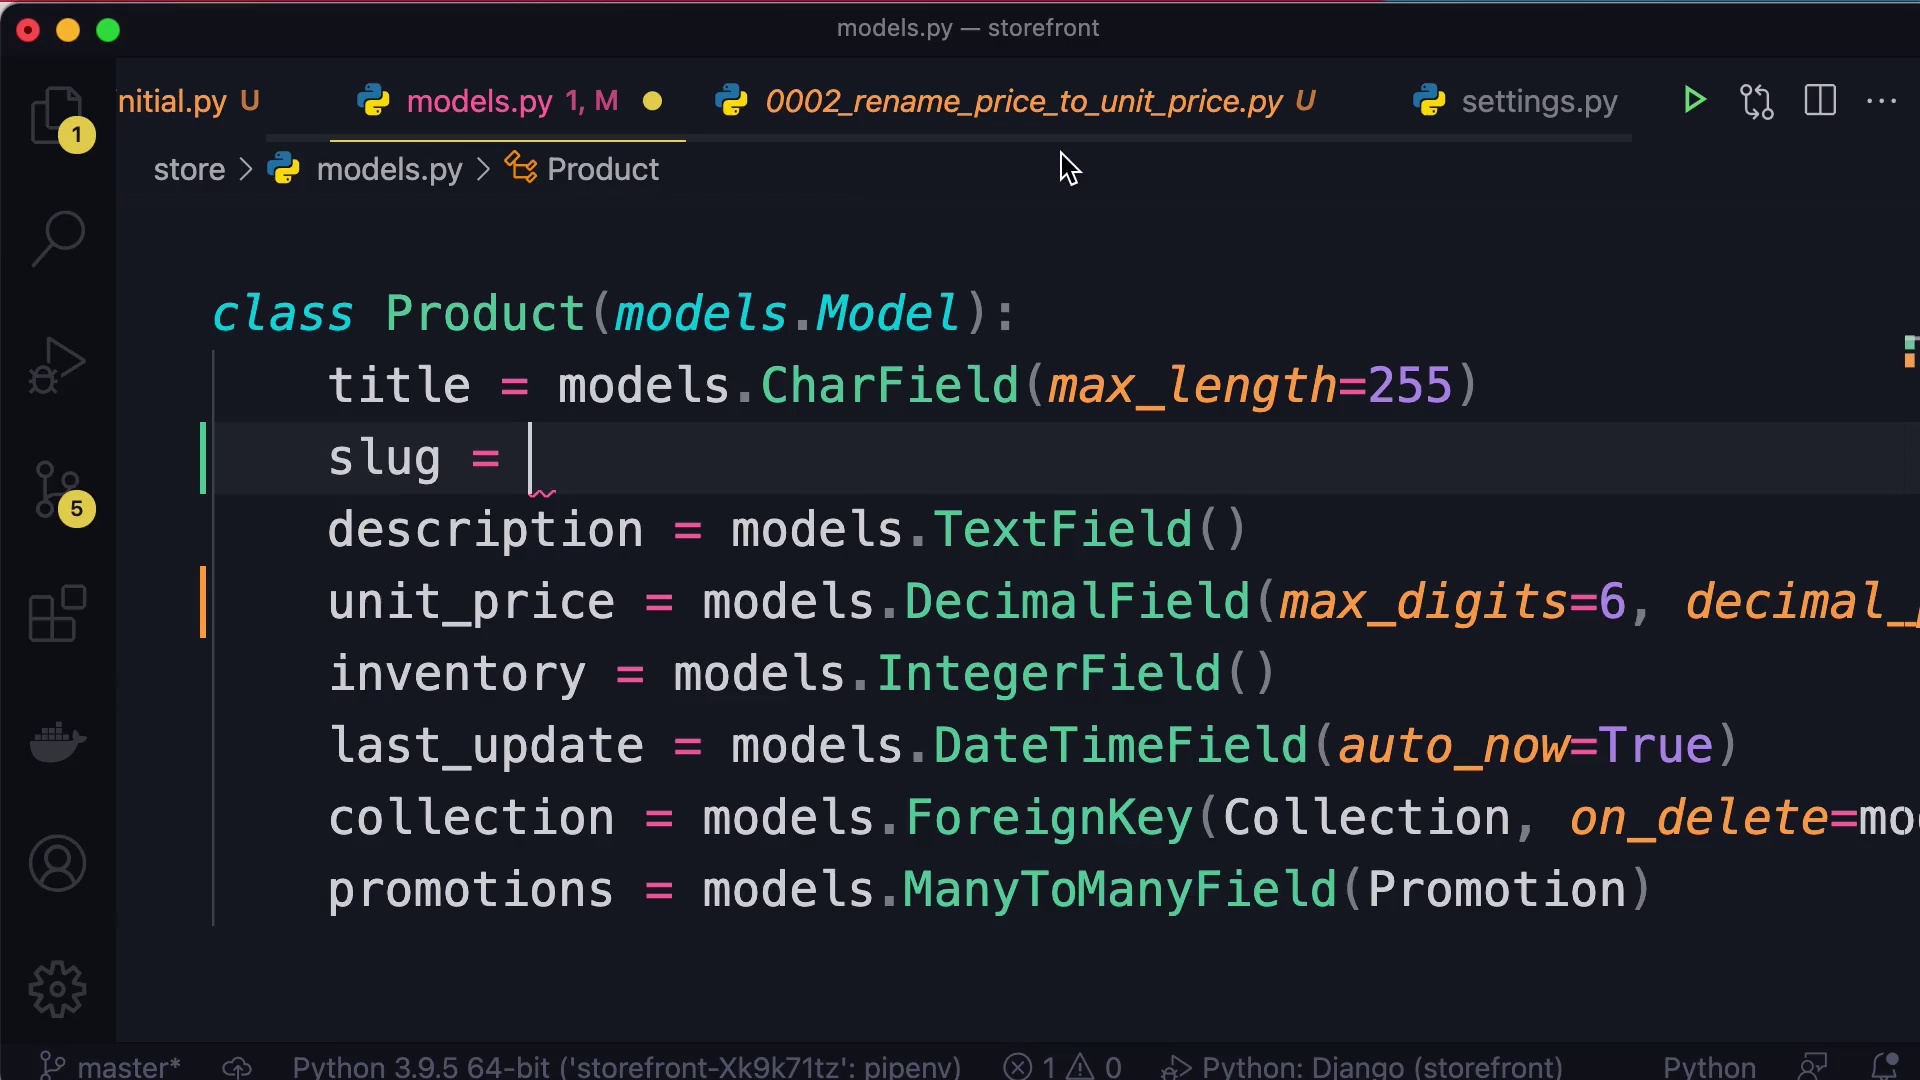 models.py — storefront
nitial.py U models.py 1, M 0002_rename_price_to_unit_price.py U settings.py
1
store > models.py > Product
class Product(models.Model):
title = models.CharField(max_length=255)
slug =
description = models.TextField()
unit_price = models.DecimalField(max_digits=6, decimal_
inventory = models.IntegerField()
last_update = models.DateTimeField(auto_now=True)
collection = models.ForeignKey(Collection, on_delete=mo
promotions = models.ManyToManyField(Promotion)
5
master* Python 3.9.5 64-bit ('storefront-Xk9k71tz': pipenv) 1 0 Python: Django (storefront) Python